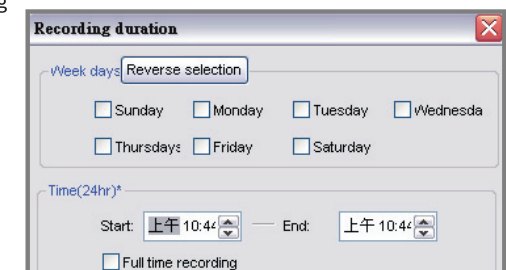 g
Recording duration
Week days Reverse selection
Sunday Monday Tuesday Wednesda
Thursdays Friday Saturday
Time(24hr)*
Start: 上午 10:44 End: 上午 10:44
Full time recording